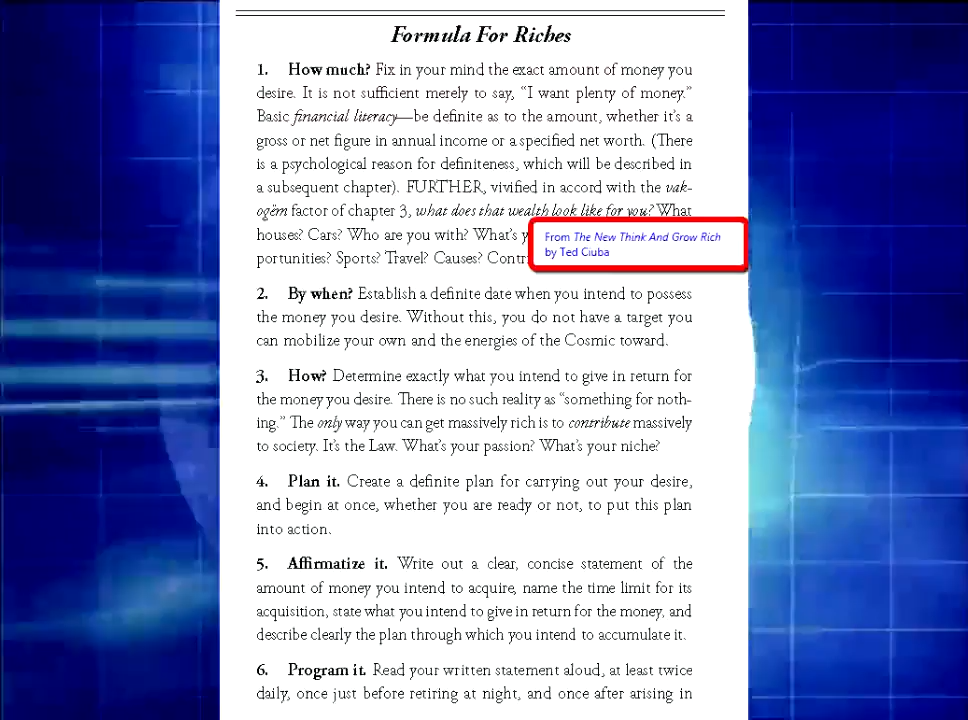 Formula For Riches
1. How much? Fix in your mind the exact amount of money you
desire. It is not sufficient merely to say, “I want plenty of money.”
Basic financial literacy—be definite as to the amount, whether it’s a
gross or net figure in annual income or a specified net worth. (There
is a psychological reason for definiteness, which will be described in
a subsequent chapter). FURTHER, vivified in accord with the vak-
ogëm factor of chapter 3, what does that wealth look like for you? What
houses? Cars? Who are you with? What’s
portunities? Sports? Travel? Causes?
From The New Think And Grow Rich
by Ted Ciuba
2. By when? Establish a definite date when you intend to possess
the money you desire. Without this, you do not have a target you
can mobilize your own and the energies of the Cosmic toward.
3. How? Determine exactly what you intend to give in return for
the money you desire. There is no such reality as “something for noth-
ing.” The only way you can get massively rich is to contribute massively
to society. It’s the Law. What’s your passion? What’s your niche?
4. Plan it. Create a definite plan for carrying out your desire,
and begin at once, whether you are ready or not, to put this plan
into action.
5. Affirmatize it. Write out a clear, concise statement of the
amount of money you intend to acquire, name the time limit for its
acquisition, state what you intend to give in return for the money, and
describe clearly the plan through which you intend to accumulate it.
6. Program it. Read your written statement aloud, at least twice
daily, once just before retiring at night, and once after arising in